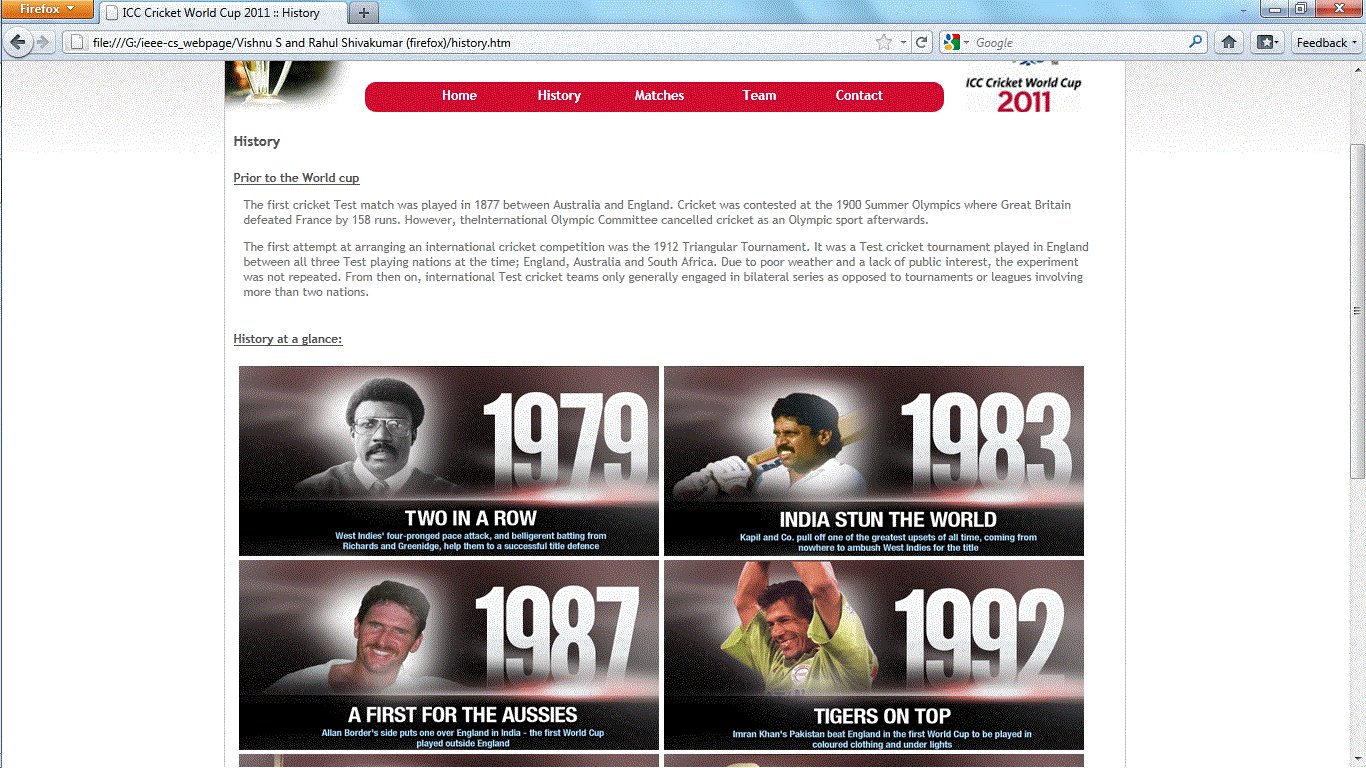 Firefox
ICC Cricket World Cup 2011 :: History
file:///G:/ieee-cs_webpage/Vishnu S and Rahul Shivakumar (firefox)/history.htm
Google
Feedback
Home History Matches Team Contact
ICC Cricket World Cup
2011
History
Prior to the World cup
The first cricket Test match was played in 1877 between Australia and England. Cricket was contested at the 1900 Summer Olympics where Great Britain
defeated France by 158 runs. However, theInternational Olympic Committee cancelled cricket as an Olympic sport afterwards.
The first attempt at arranging an international cricket competition was the 1912 Triangular Tournament. It was a Test cricket tournament played in England
between all three Test playing nations at the time; England, Australia and South Africa. Due to poor weather and a lack of public interest, the experiment
was not repeated. From then on, international Test cricket teams only generally engaged in bilateral series as opposed to tournaments or leagues involving
more than two nations.
History at a glance:
1979
TWO IN A ROW
West Indies' four-pronged pace attack, and belligerent batting from
Richards and Greenidge, help them to a successful title defence
1983
INDIA STUN THE WORLD
Kapil and Co. pull off one of the greatest upsets of all time, coming from
nowhere to ambush West Indies for the title
1987
A FIRST FOR THE AUSSIES
Allan Border's side puts one over England in India - the first World Cup
played outside England
1992
TIGERS ON TOP
Imran Khan's Pakistan beat England in the first World Cup to be played in
coloured clothing and under lights